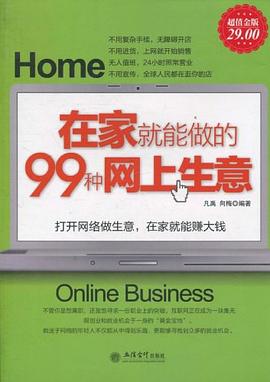 超值金版
29.00
不用复杂手续，无障碍开店
不用进货，上网就开始销售
无人值班，24小时照常营业
不用宣传，全球人民都在逛你的店
Home
在家就能做的
99种网上生意
凡禹 向梅◎编著
打开网络做生意，在家就能赚大钱
Online Business
立信会计出版社